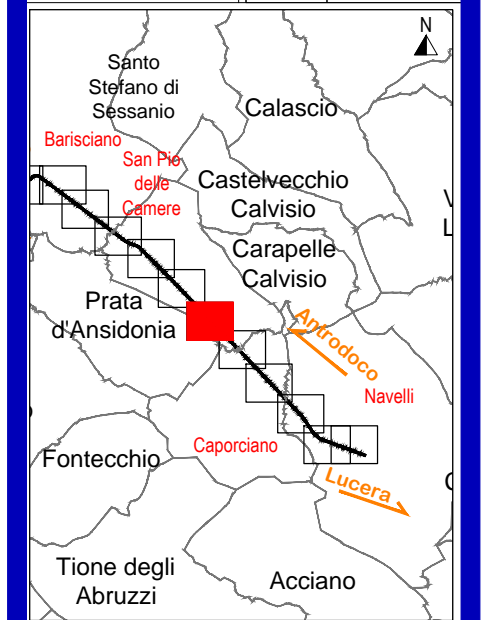 N
Santo
Stefano di
Sessanio
Calascio
Barisciano
San Pio
delle
Camere
Castelvecchio
Calvisio
Carapelle
Calvisio
Prata
d'Ansidonia
Antrodoco
Navelli
Caporciano
Fontecchio
Lucera
Tione degli
Abruzzi
Acciano